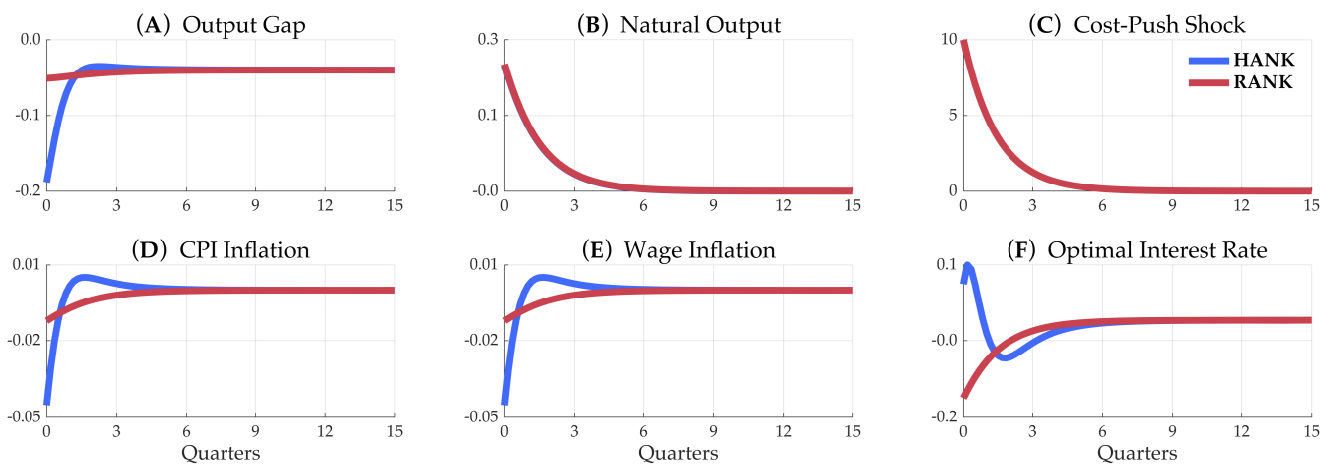 (A) Output Gap
0.0
-0.1
-0.2
0 3 6 9 12 15
(B) Natural Output
0.3
0.1
-0.0
0 3 6 9 12 15
(C) Cost-Push Shock
10
5
0
0 3 6 9 12 15
HANK
RANK
(D) CPI Inflation
0.01
-0.02
-0.05
0 3 6 9 12 15
Quarters
(E) Wage Inflation
0.01
-0.02
-0.05
0 3 6 9 12 15
Quarters
(F) Optimal Interest Rate
0.1
-0.0
-0.2
0 3 6 9 12 15
Quarters